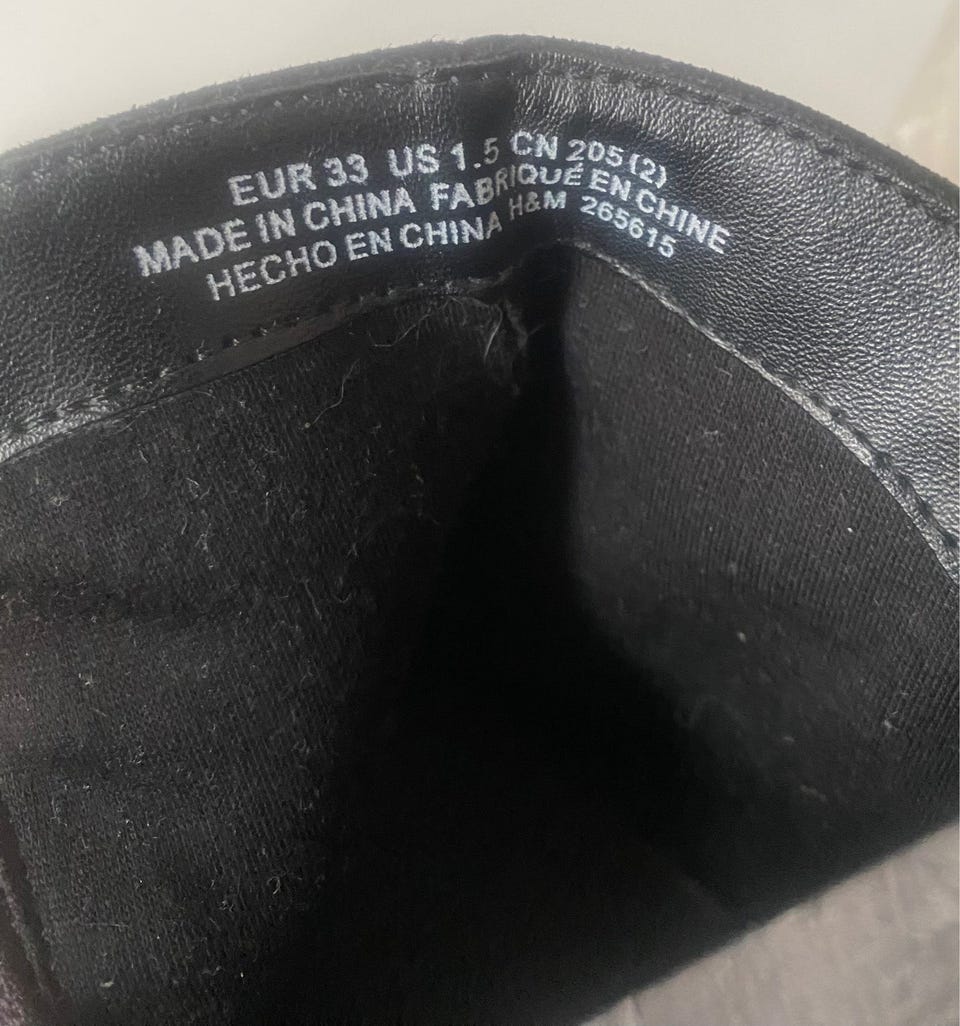 EUR 33 US 1.5 CN 205(2)
MADE IN CHINA FABRIQUÉ EN CHINE
HECHO EN CHINA H&M 265615